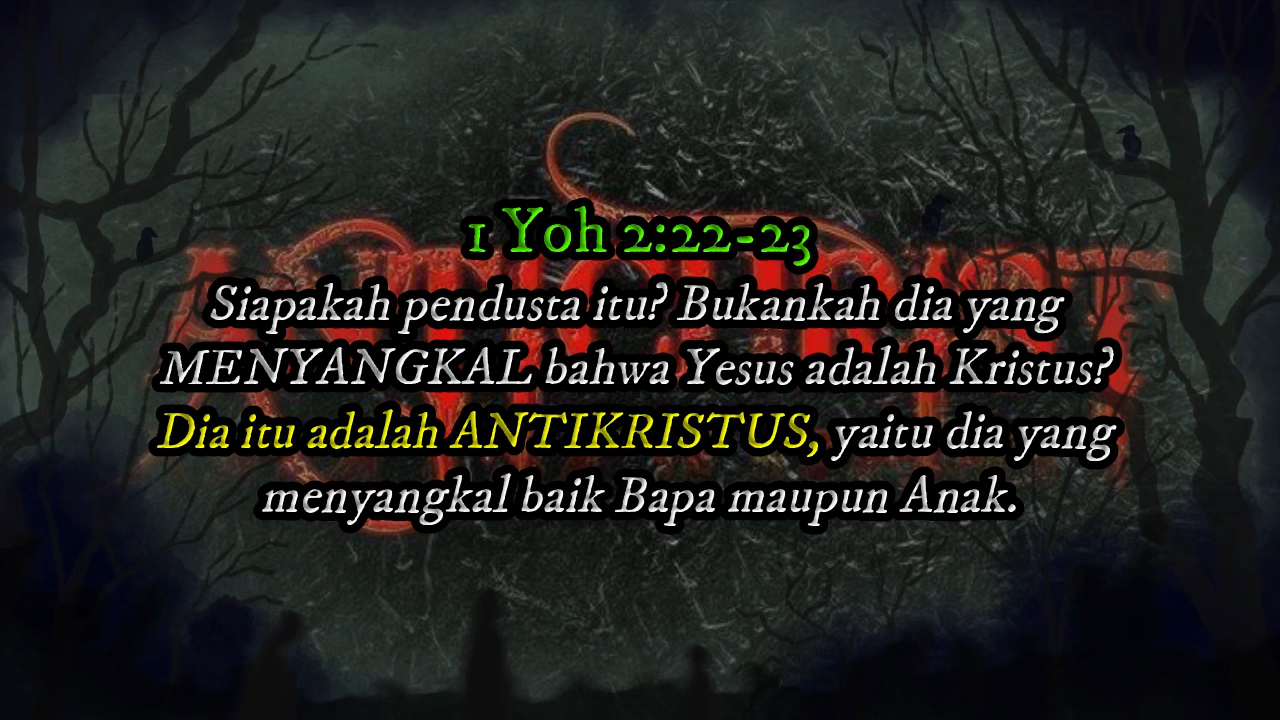 1 Yoh 2:22-23
Siapakah pendusta itu? Bukankah dia yang
MENYANGKAL bahwa Yesus adalah Kristus?
Dia itu adalah ANTIKRISTUS, yaitu dia yang
menyangkal baik Bapa maupun Anak.
ANTICHRIST